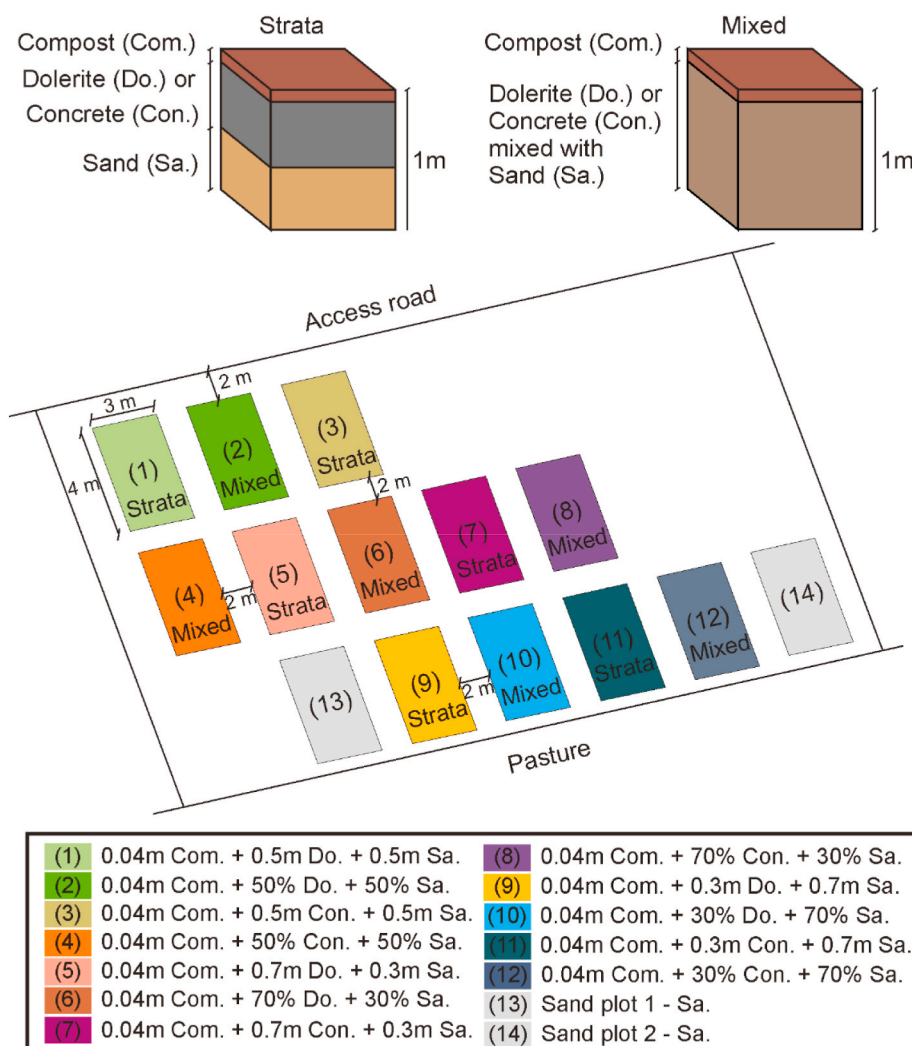 Strata
Compost (Com.)
Dolerite (Do.) or
Concrete (Con.)
Sand (Sa.)
1m
Mixed
Compost (Com.)
Dolerite (Do.) or
Concrete (Con.)
mixed with
Sand (Sa.)
1m
Access road
2 m
3 m
4 m
(1)
Strata
(2)
Mixed
(3)
Strata
2 m
(4)
Mixed
2 m
(5)
Strata
(6)
Mixed
(7)
Strata
(8)
Mixed
(13)
(9)
Strata
2 m
(10)
Mixed
(11)
Strata
(12)
Mixed
(14)
Pasture
(1) 0.04m Com. + 0.5m Do. + 0.5m Sa.
(2) 0.04m Com. + 50% Do. + 50% Sa.
(3) 0.04m Com. + 0.5m Con. + 0.5m Sa.
(4) 0.04m Com. + 50% Con. + 50% Sa.
(5) 0.04m Com. + 0.7m Do. + 0.3m Sa.
(6) 0.04m Com. + 70% Do. + 30% Sa.
(7) 0.04m Com. + 0.7m Con. + 0.3m Sa.
(8) 0.04m Com. + 70% Con. + 30% Sa.
(9) 0.04m Com. + 0.3m Do. + 0.7m Sa.
(10) 0.04m Com. + 30% Do. + 70% Sa.
(11) 0.04m Com. + 0.3m Con. + 0.7m Sa.
(12) 0.04m Com. + 30% Con. + 70% Sa.
(13) Sand plot 1 - Sa.
(14) Sand plot 2 - Sa.